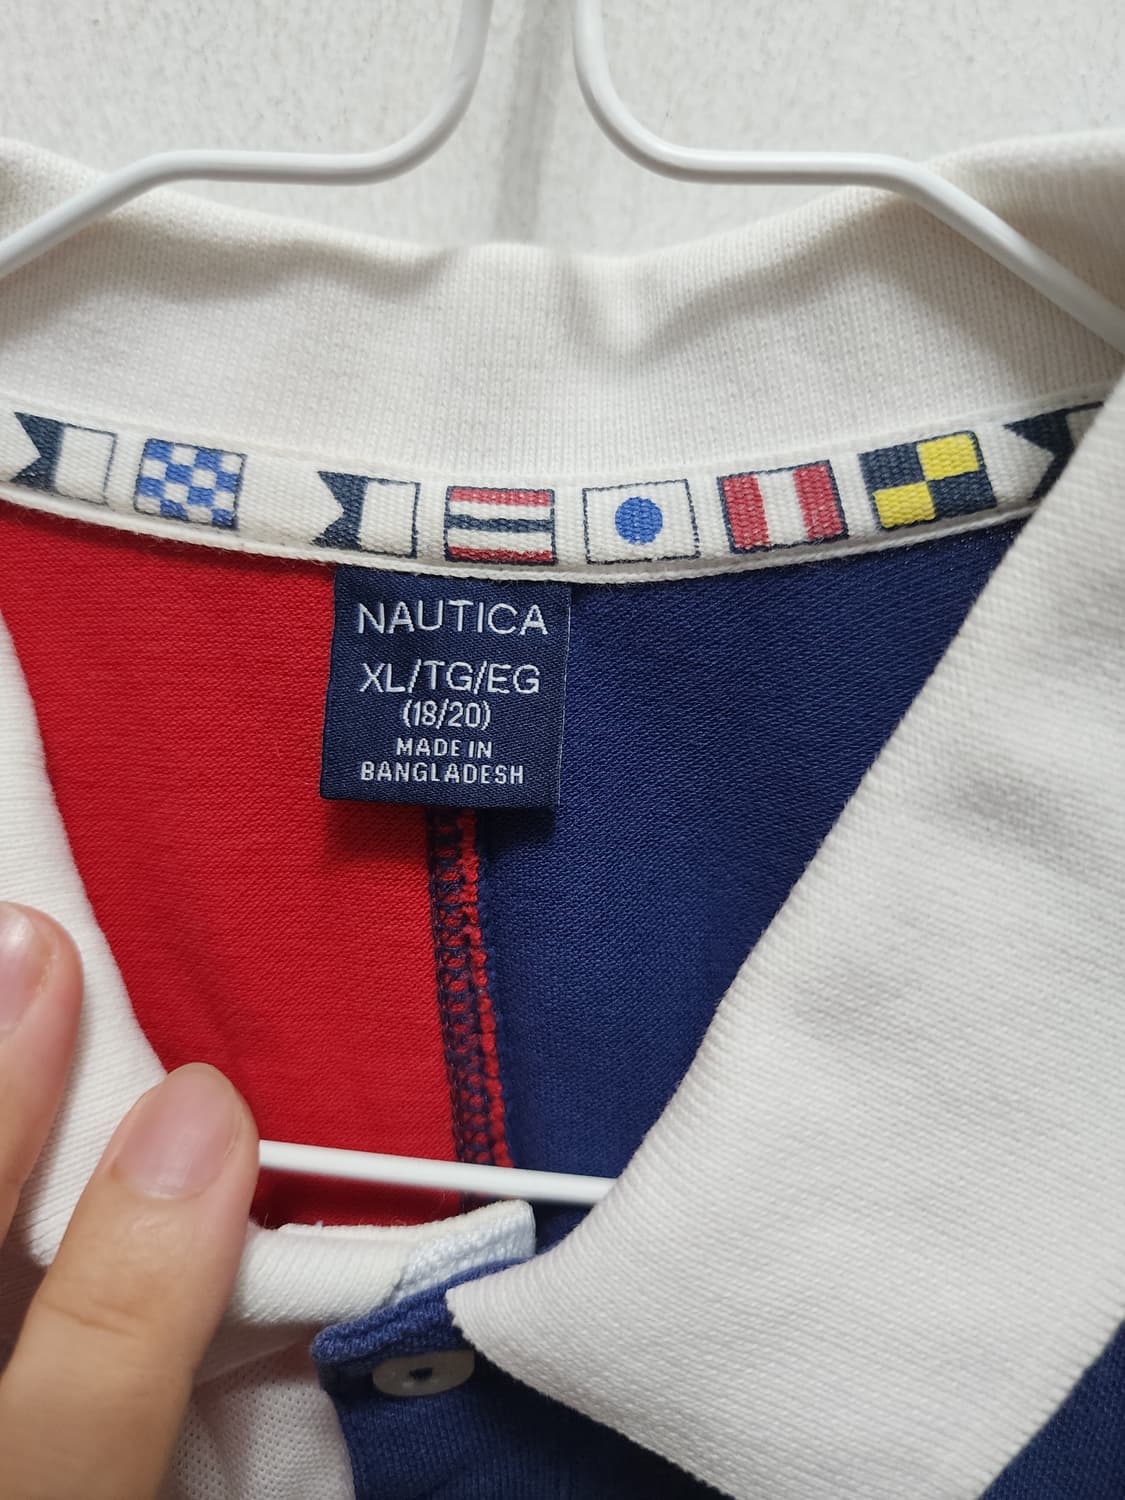 NAUTICA
XL/TG/EG
(18/20)
MADE IN
BANGLADESH